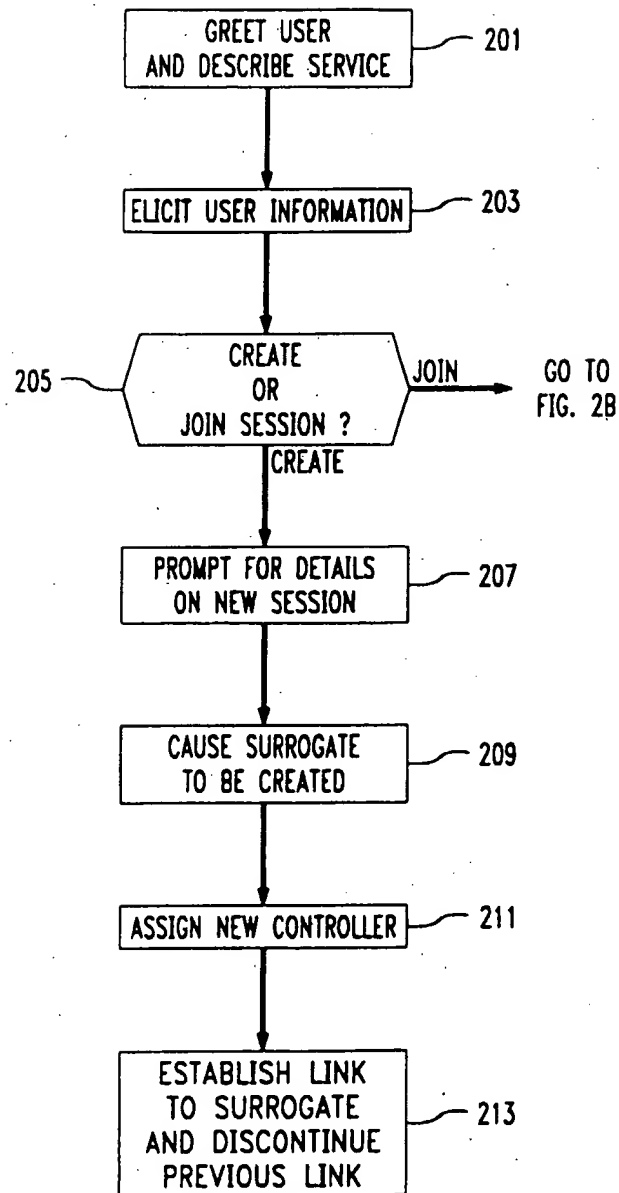 GREET USER
AND DESCRIBE SERVICE
201
ELICIT USER INFORMATION
203
205
CREATE
OR
JOIN SESSION ?
JOIN
GO TO
FIG. 2B
CREATE
PROMPT FOR DETAILS
ON NEW SESSION
207
CAUSE SURROGATE
TO BE CREATED
209
ASSIGN NEW CONTROLLER
211
ESTABLISH LINK
TO SURROGATE
AND DISCONTINUE
PREVIOUS LINK
213